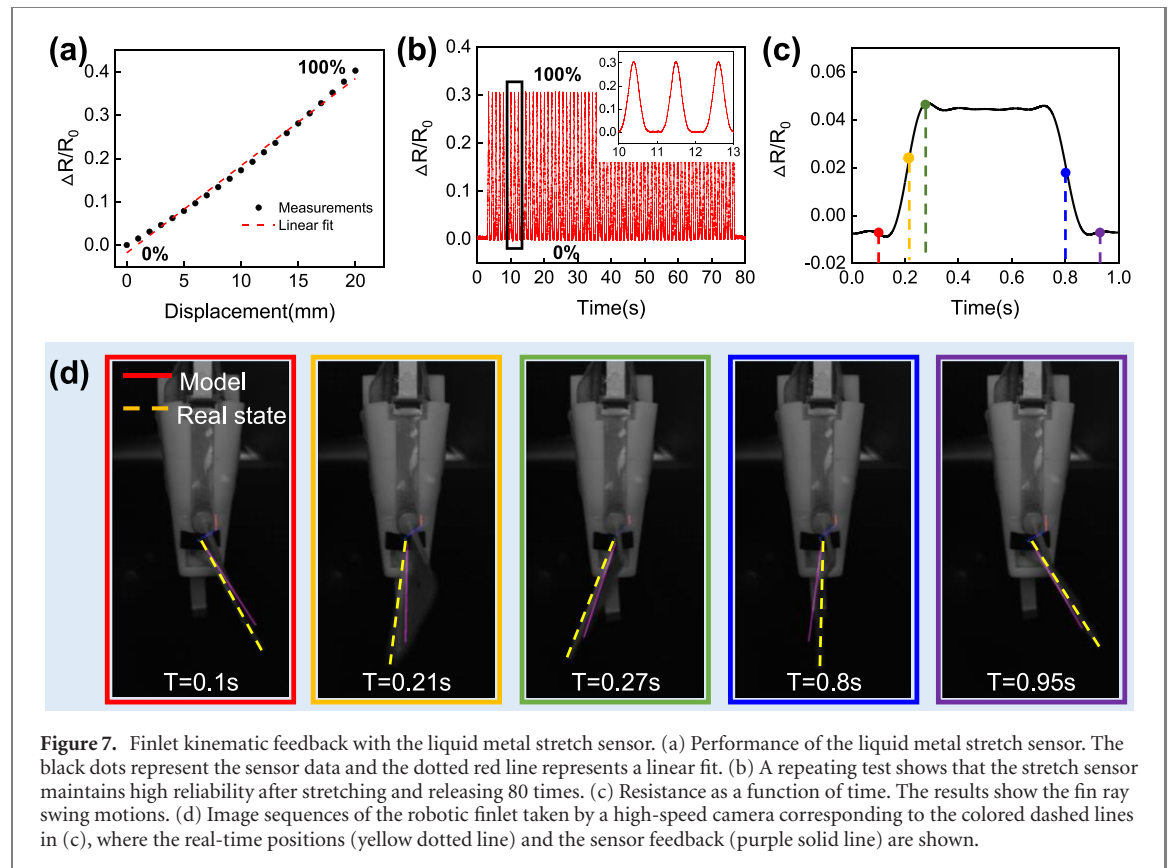 (a)
0.4
0.3
0.2
0.1
0.0
100%
0%
Measurements
Linear fit
ΔR/R0
0 5 10 15 20
Displacement(mm)
(b)
0.4
0.3
0.2
0.1
0.0
100%
0%
0.3
0.2
0.1
0.0
10 11 12 13
ΔR/R0
0 10 20 30 40 50 60 70 80
Time(s)
(c)
0.06
0.04
0.02
0.00
-0.02
ΔR/R0
0.0 0.2 0.4 0.6 0.8 1.0
Time(s)
(d)
Model
Real state
T=0.1s
T=0.21s
T=0.27s
T=0.8s
T=0.95s
Figure 7. Finlet kinematic feedback with the liquid metal stretch sensor. (a) Performance of the liquid metal stretch sensor. The
black dots represent the sensor data and the dotted red line represents a linear fit. (b) A repeating test shows that the stretch sensor
maintains high reliability after stretching and releasing 80 times. (c) Resistance as a function of time. The results show the fin ray
swing motions. (d) Image sequences of the robotic finlet taken by a high-speed camera corresponding to the colored dashed lines
in (c), where the real-time positions (yellow dotted line) and the sensor feedback (purple solid line) are shown.